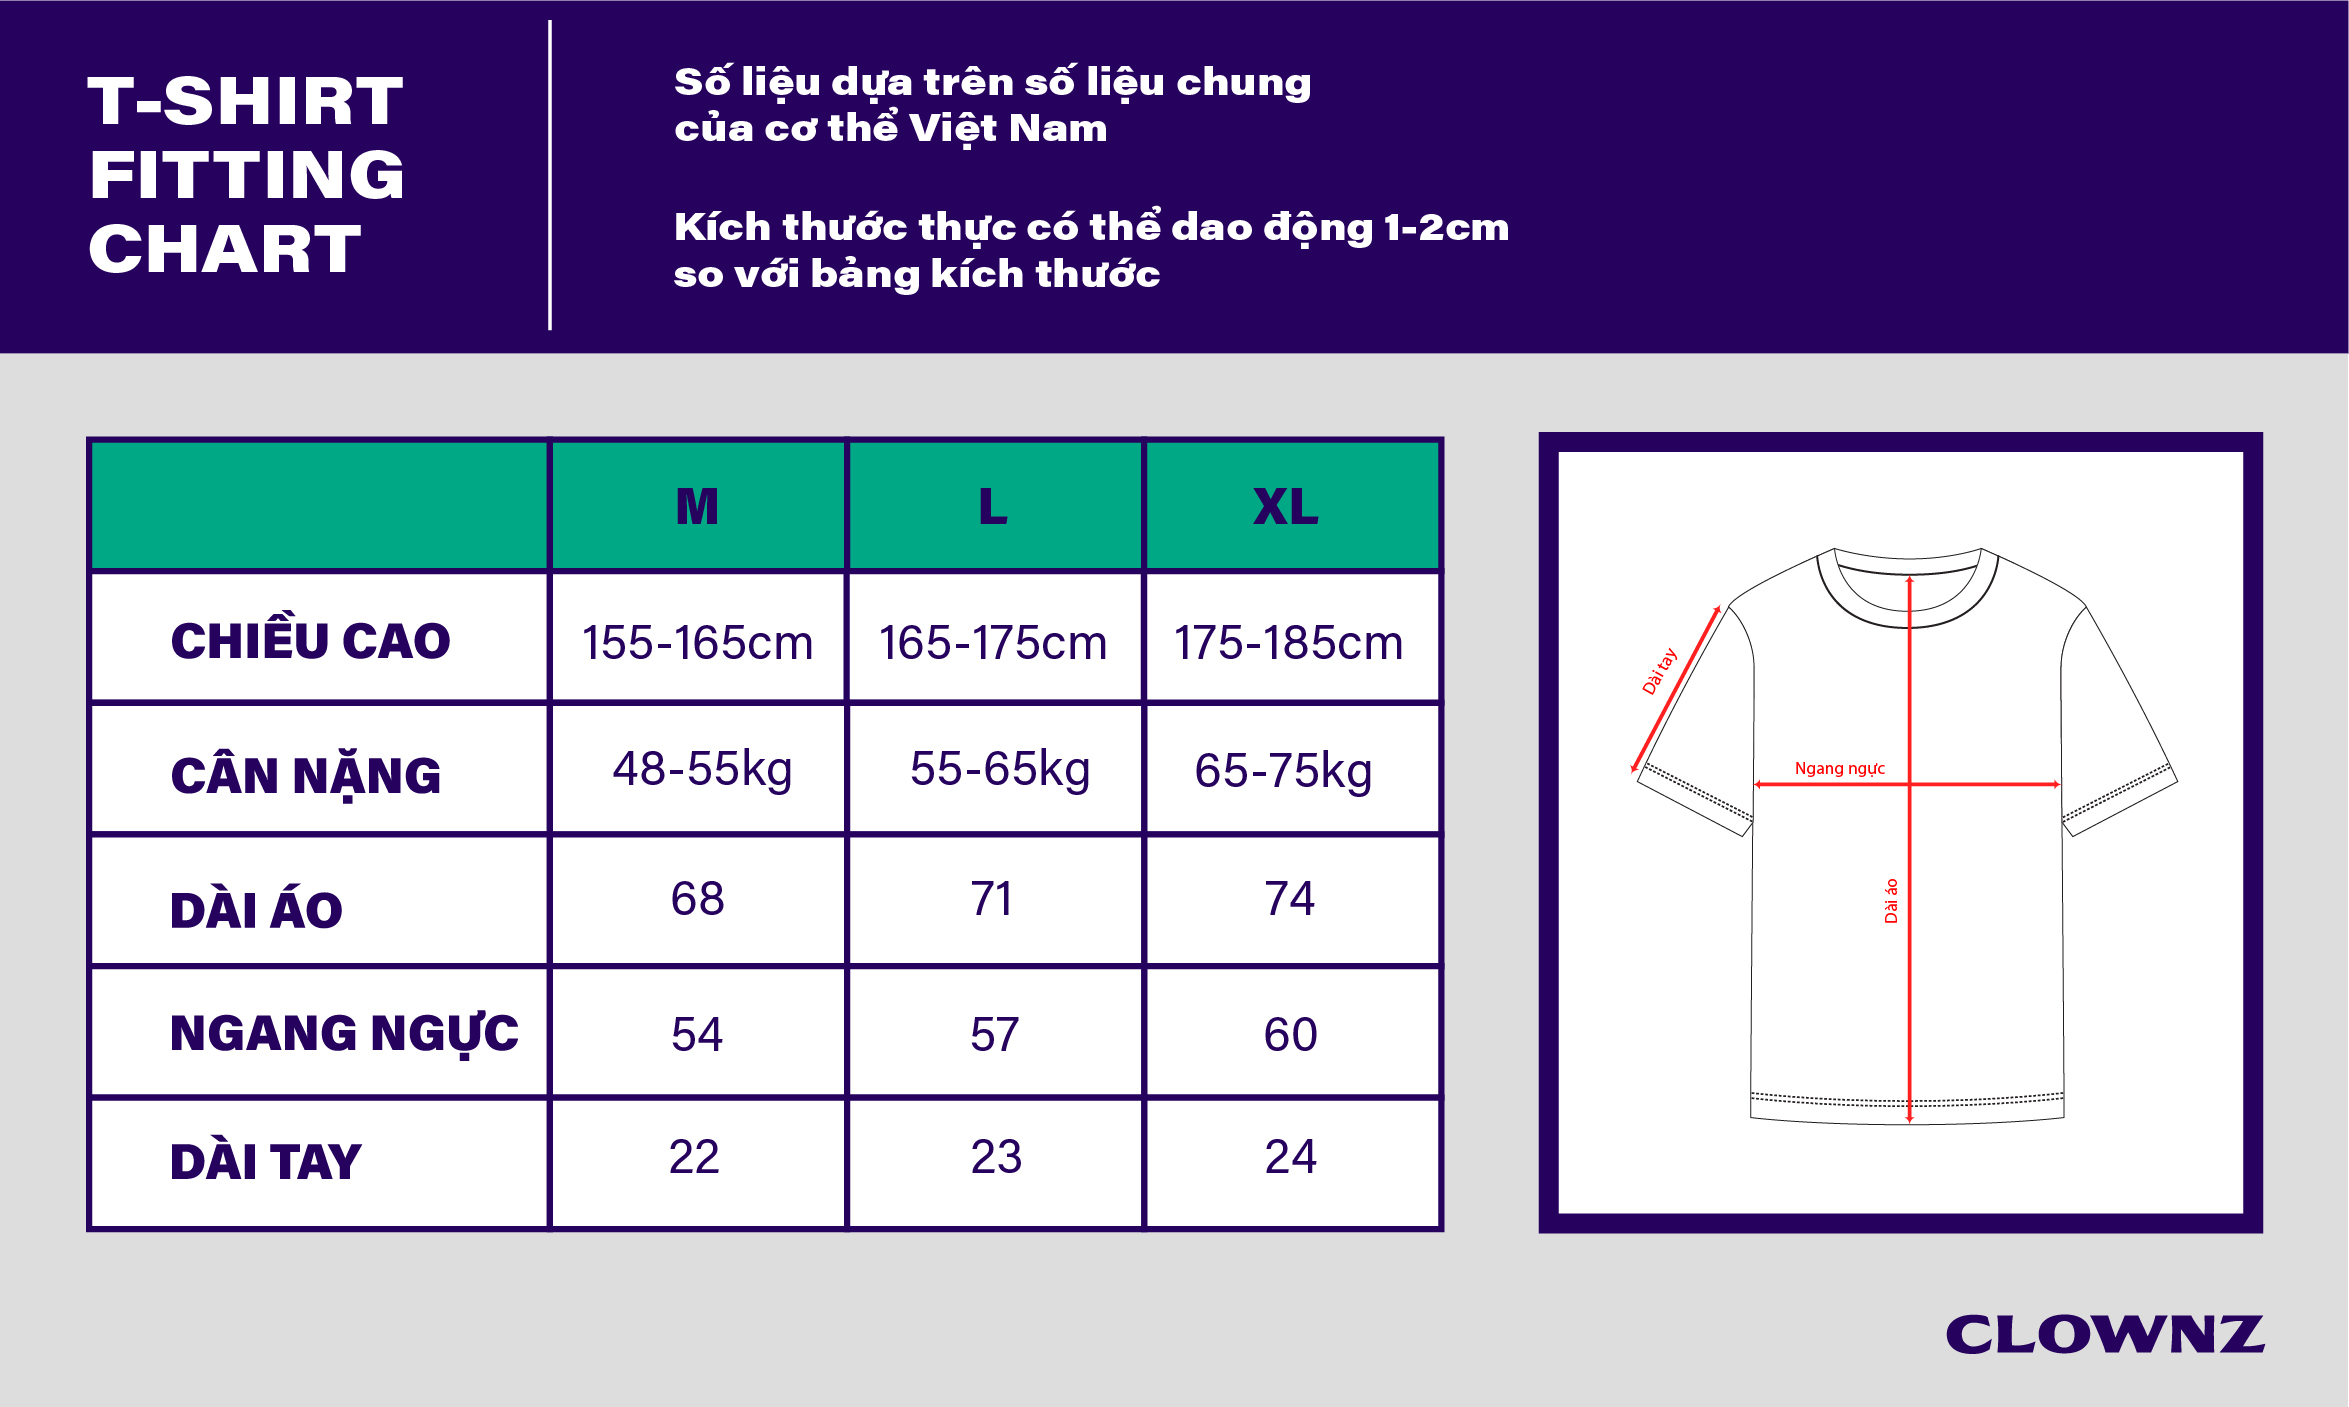 T-SHIRT
FITTING
CHART
Số liệu dựa trên số liệu chung
của cơ thể Việt Nam
Kích thước thực có thể dao động 1-2cm
so với bảng kích thước
M L XL
CHIỀU CAO 155-165cm 165-175cm 175-185cm
CÂN NẶNG 48-55kg 55-65kg 65-75kg
DÀI ÁO 68 71 74
NGANG NGỰC 54 57 60
DÀI TAY 22 23 24
Dài tay
Ngang ngực
Dài áo
CLOWNZ